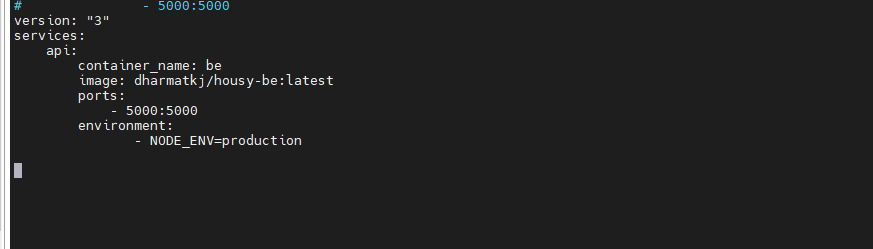 #               - 5000:5000
version: "3"
services:
    api:
        container_name: be
        image: dharmatkj/housy-be:latest
        ports:
            - 5000:5000
        environment:
               - NODE_ENV=production